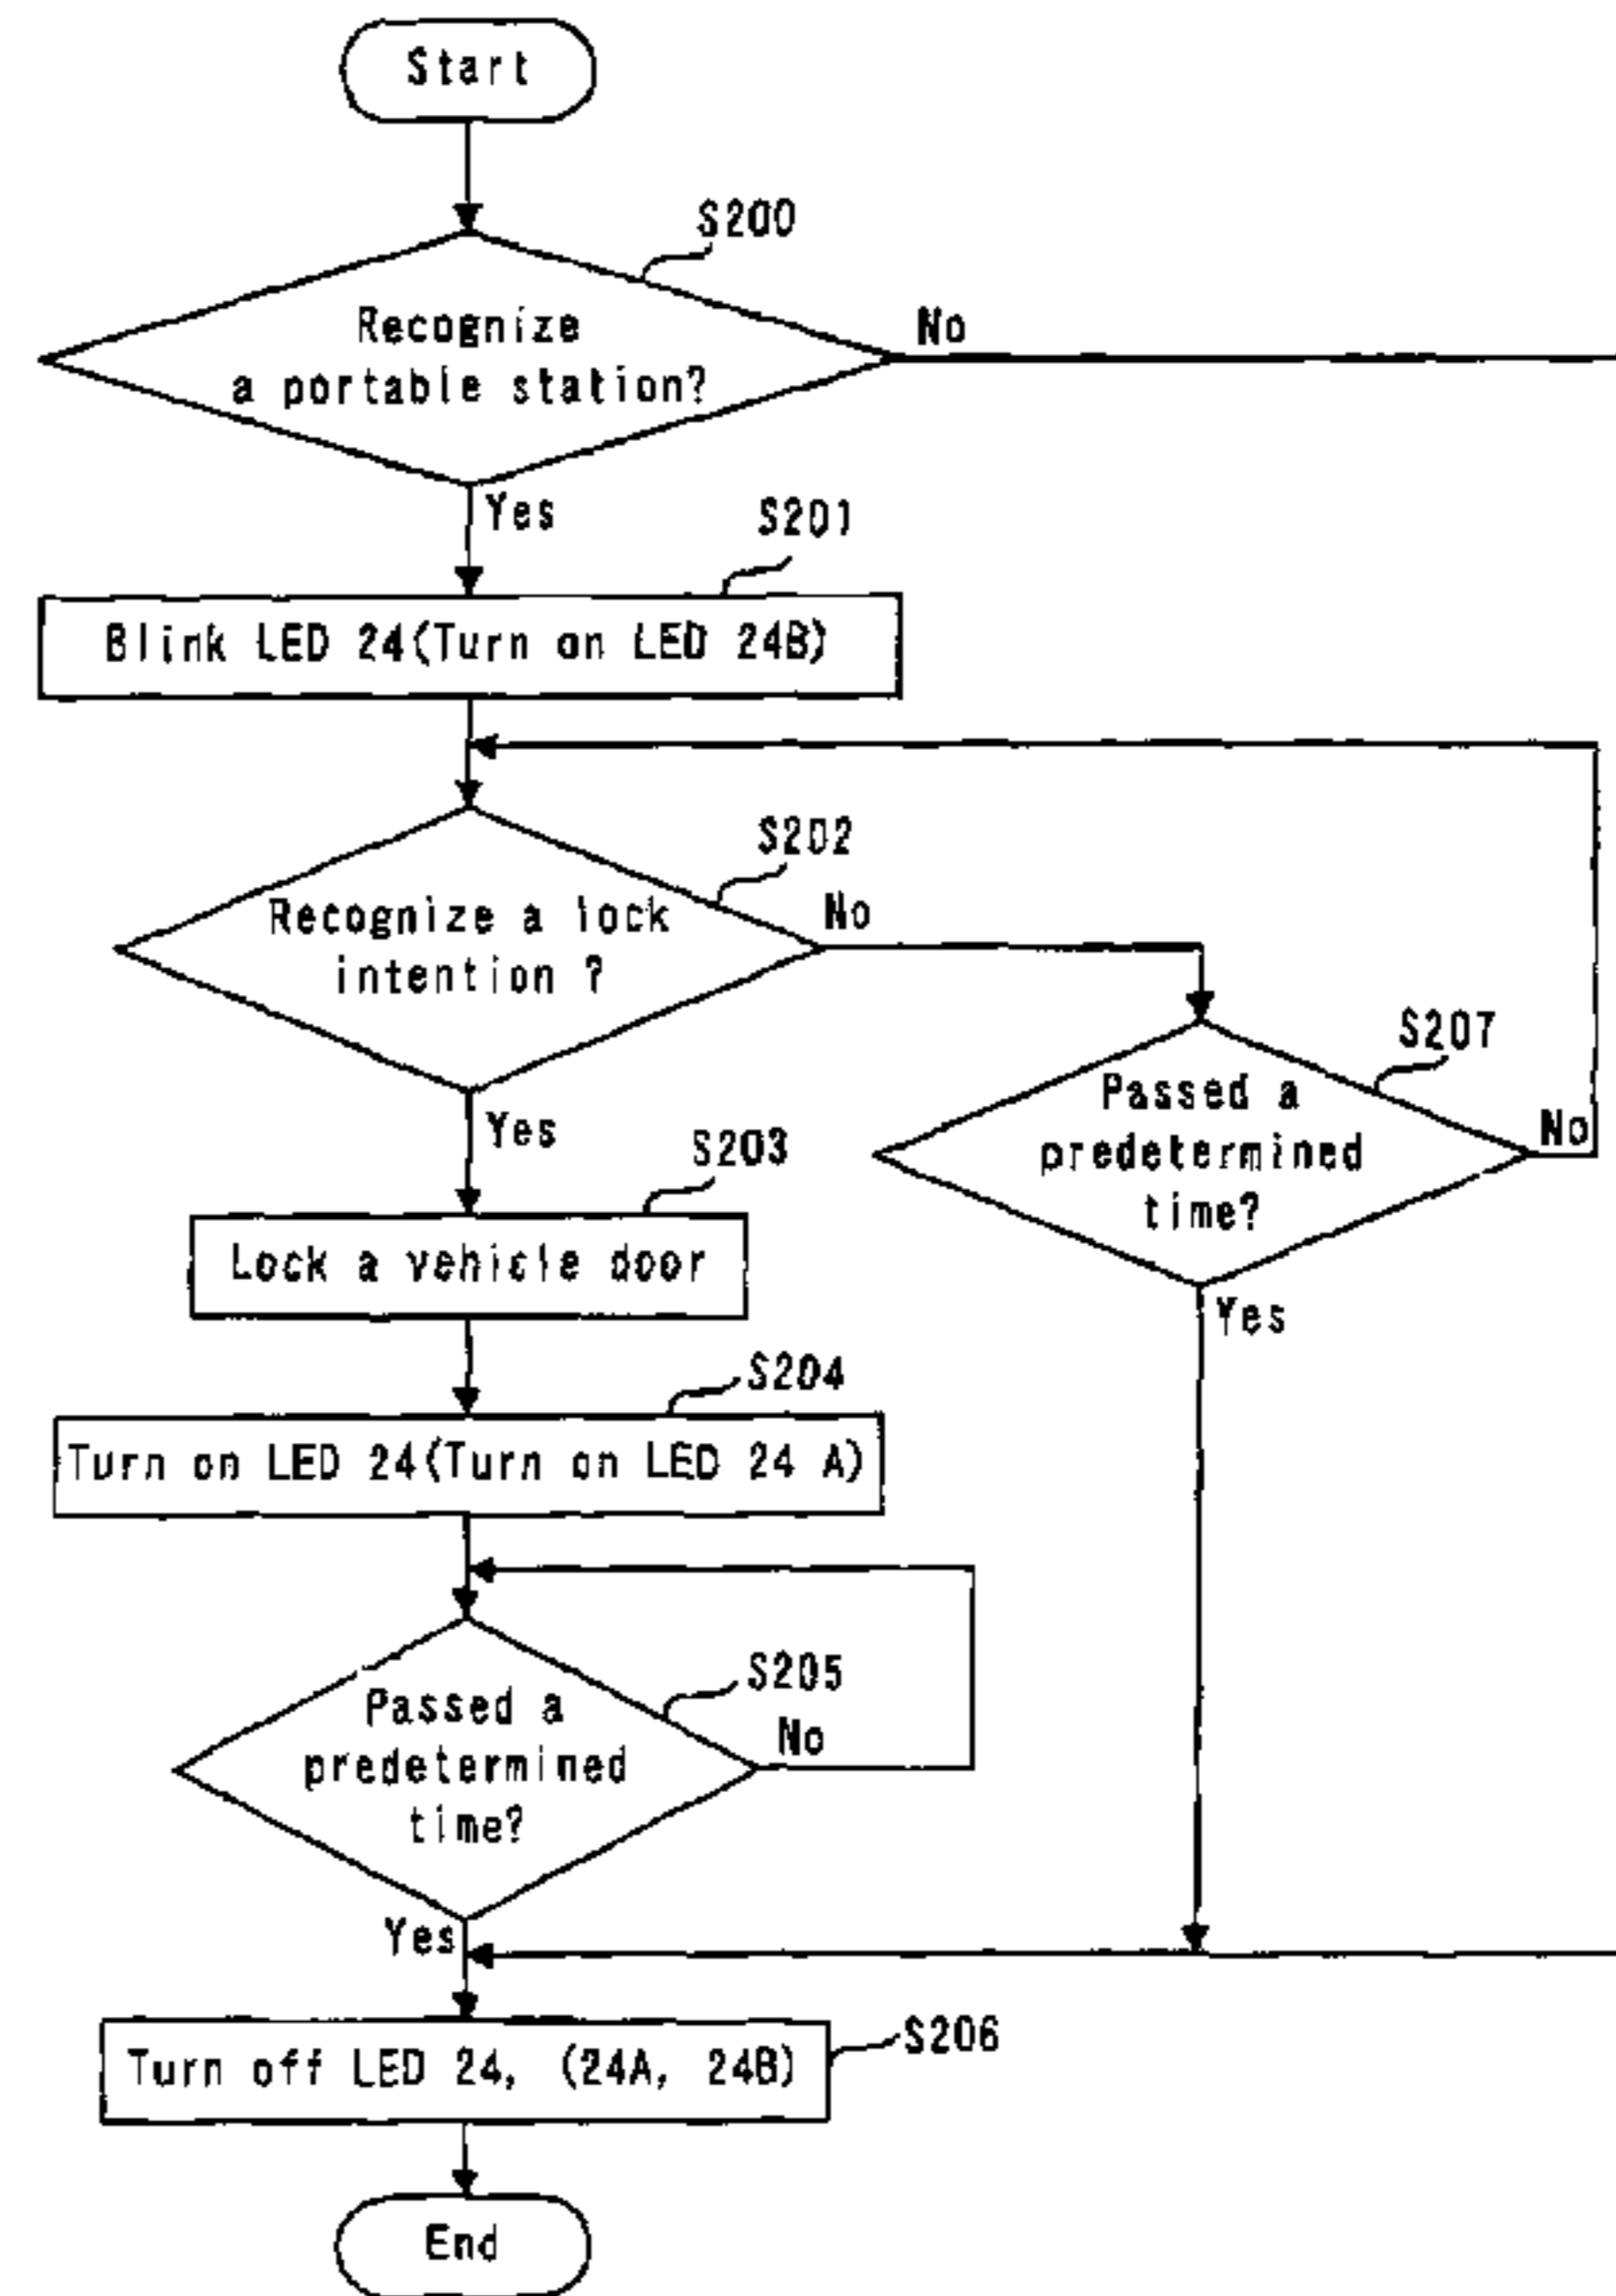 Start
S200
Recognize
a portable station?
No
Yes
S201
Blink LED 24(Turn on LED 24B)
S202
Recognize a lock
intention ?
No
S207
Passed a
predetermined
time?
No
Yes
Yes
S203
Lock a vehicle door
S204
Turn on LED 24(Turn on LED 24 A)
S205
Passed a
predetermined
time?
No
Yes
S206
Turn off LED 24, (24A, 24B)
End